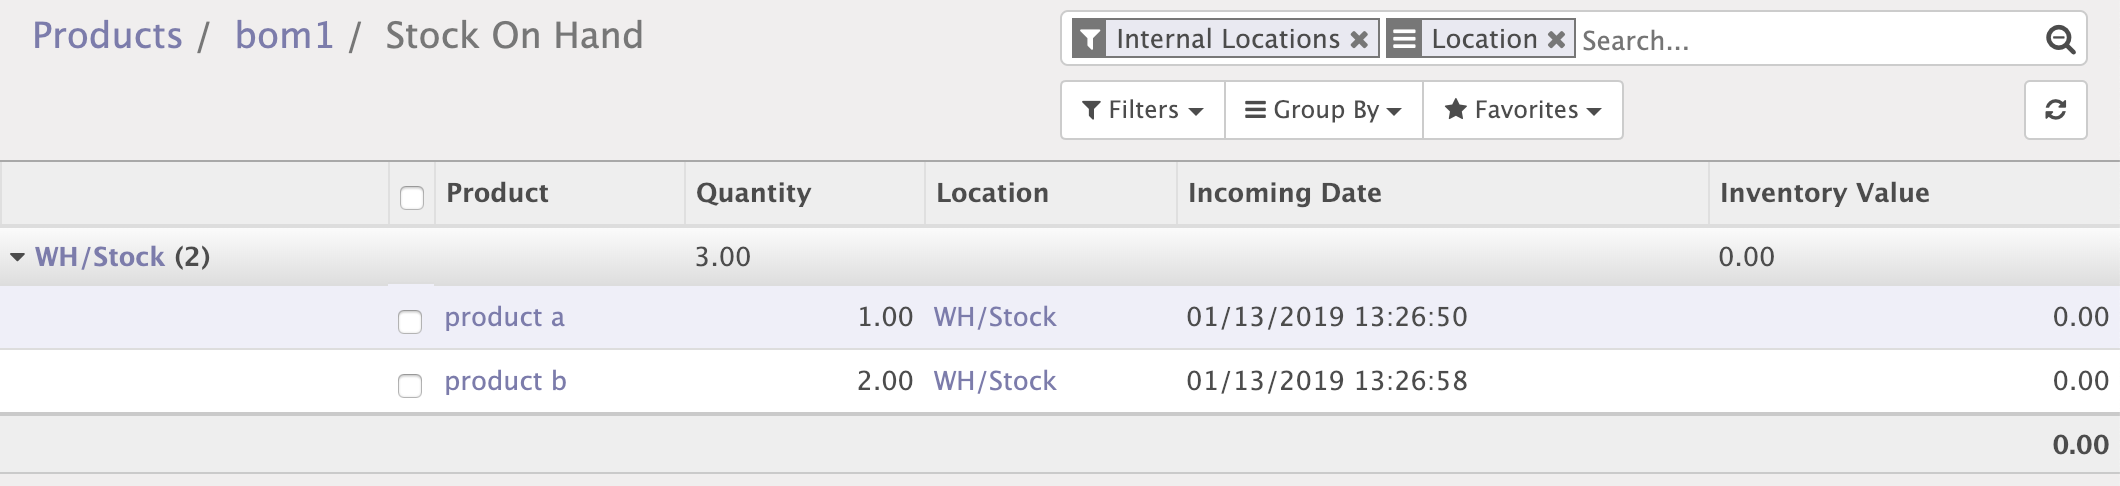 Products / bom1 / Stock On Hand
Internal Locations Location Search...
Filters Group By Favorites
Product Quantity Location Incoming Date Inventory Value
WH/Stock (2) 3.00 0.00
product a 1.00 WH/Stock 01/13/2019 13:26:50 0.00
product b 2.00 WH/Stock 01/13/2019 13:26:58 0.00
0.00